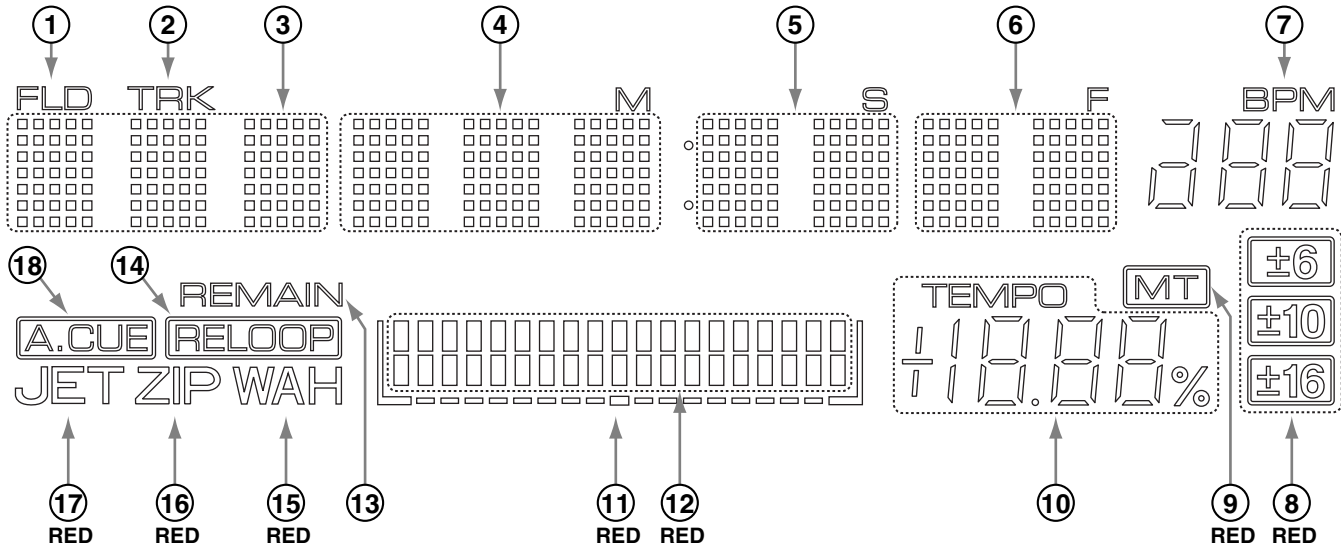 1 2 3 4 5 6 7
FLD TRK M S F BPM
288
18 14 REMAIN TEMPO MT ±6
A.CUE RELOOP ±10
JET ZIP WAH +18.88% ±16
17 16 15 13 11 12 10 9 8
RED RED RED RED RED RED RED